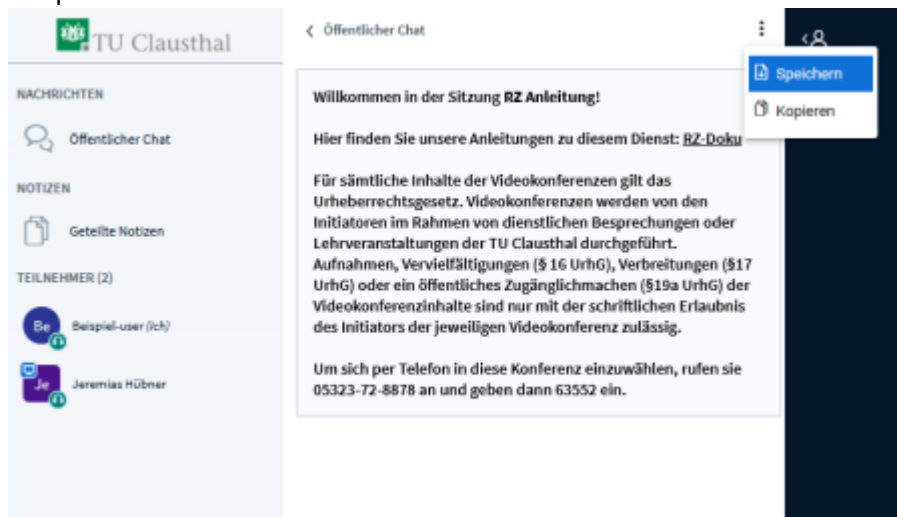 TU Clausthal
NACHRICHTEN
Öffentlicher Chat
NOTIZEN
Geteilte Notizen
TEILNEHMER (2)
Be
Beispiel-user (Ich)
Je
Jeremias Hübner
Öffentlicher Chat
Speichern
Kopieren
Willkommen in der Sitzung RZ Anleitung!
Hier finden Sie unsere Anleitungen zu diesem Dienst: RZ-Doku
Für sämtliche Inhalte der Videokonferenzen gilt das
Urheberrechtsgesetz. Videokonferenzen werden von den
Initiatoren im Rahmen von dienstlichen Besprechungen oder
Lehrveranstaltungen der TU Clausthal durchgeführt.
Aufnahmen, Vervielfältigungen (§ 16 UrhG), Verbreitungen (§17
UrhG) oder ein öffentliches Zugänglichmachen (§19a UrhG) der
Videokonferenzinhalte sind nur mit der schriftlichen Erlaubnis
des Initiators der jeweiligen Videokonferenz zulässig.
Um sich per Telefon in diese Konferenz einzuwählen, rufen sie
05323-72-8878 an und geben dann 63552 ein.